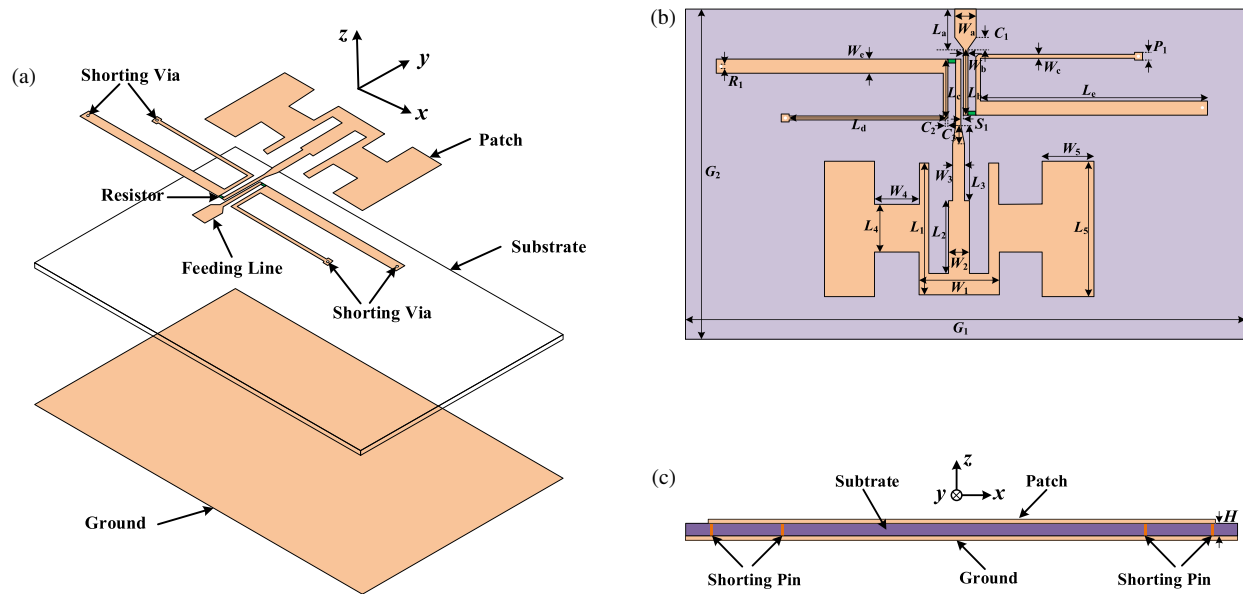 (a)
z
y
x
Shorting Via
Patch
Resistor
Substrate
Feeding Line
Shorting Via
Ground
(b)
La
Wa
C1
We
Wb
Wc
P1
R1
Lc
Lb
Le
Ld
C2
S1
W3
L3
W5
G2
W4
L4
L1
L2
L5
W2
W1
G1
(c)
z
y
x
Subtrate
Patch
H
Shorting Pin
Ground
Shorting Pin